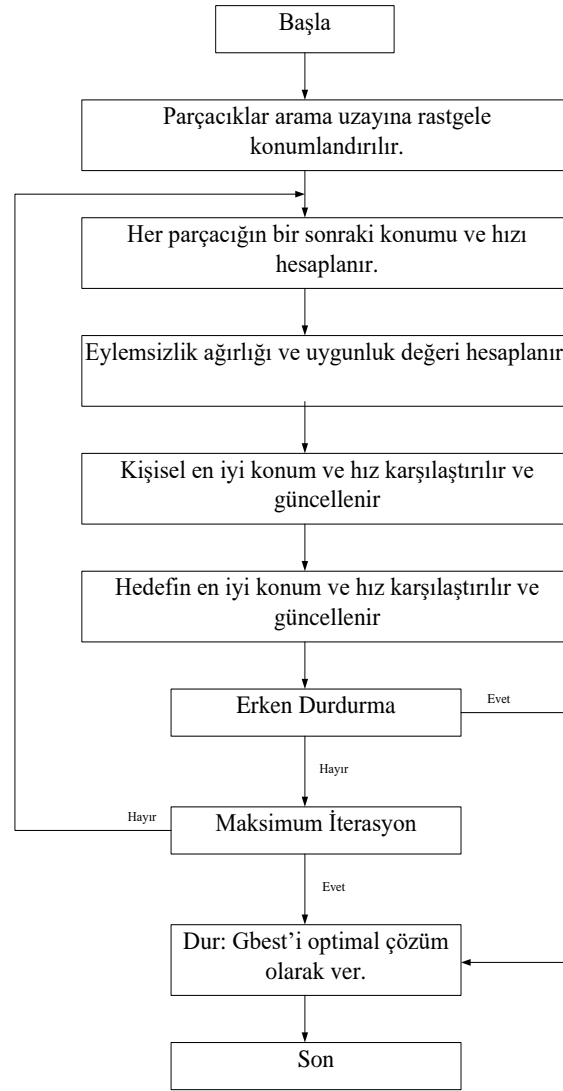 Başla
Parçacıklar arama uzayına rastgele
konumlandırılır.
Her parçacığın bir sonraki konumu ve hızı
hesaplanır.
Eylemsizlik ağırlığı ve uygunluk değeri hesaplanır
Kişisel en iyi konum ve hız karşılaştırılır ve
güncellenir
Hedefin en iyi konum ve hız karşılaştırılır ve
güncellenir
Erken Durdurma
Evet
Hayır
Hayır
Maksimum İterasyon
Evet
Dur: Gbest’i optimal çözüm
olarak ver.
Son